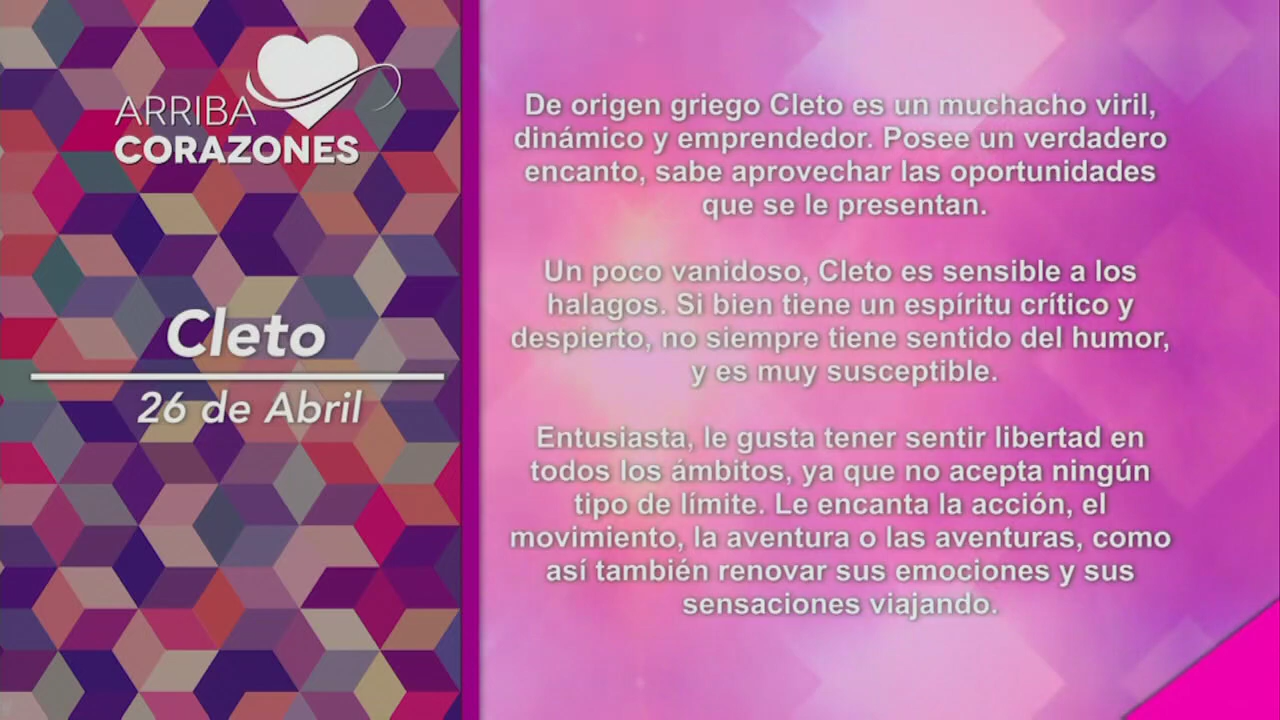 ARRIBA
CORAZONES
Cleto
26 de Abril
De origen griego Cleto es un muchacho viril,
dinámico y emprendedor. Posee un verdadero
encanto, sabe aprovechar las oportunidades
que se le presentan.
Un poco vanidoso, Cleto es sensible a los
halagos. Si bien tiene un espíritu crítico y
despierto, no siempre tiene sentido del humor,
y es muy susceptible.
Entusiasta, le gusta tener sentir libertad en
todos los ámbitos, ya que no acepta ningún
tipo de límite. Le encanta la acción, el
movimiento, la aventura o las aventuras, como
así también renovar sus emociones y sus
sensaciones viajando.